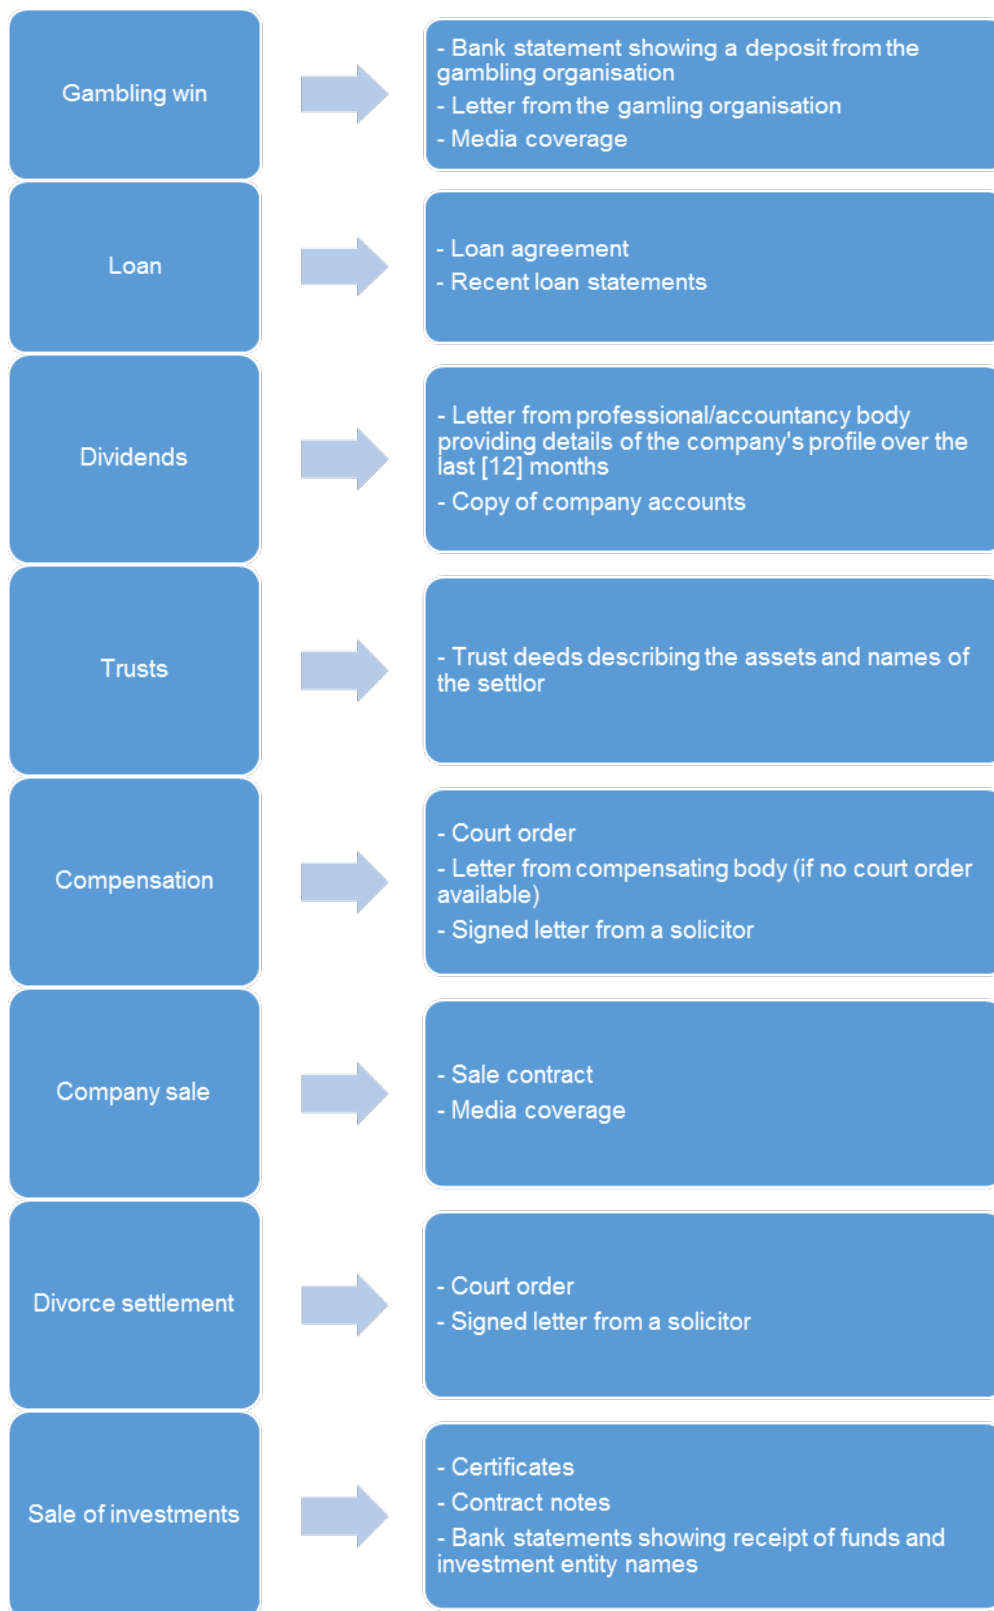 Gambling win
- Bank statement showing a deposit from the
gambling organisation
- Letter from the gamling organisation
- Media coverage
Loan
- Loan agreement
- Recent loan statements
Dividends
- Letter from professional/accountancy body
providing details of the company's profile over the
last [12] months
- Copy of company accounts
Trusts
- Trust deeds describing the assets and names of
the settlor
Compensation
- Court order
- Letter from compensating body (if no court order
available)
- Signed letter from a solicitor
Company sale
- Sale contract
- Media coverage
Divorce settlement
- Court order
- Signed letter from a solicitor
Sale of investments
- Certificates
- Contract notes
- Bank statements showing receipt of funds and
investment entity names